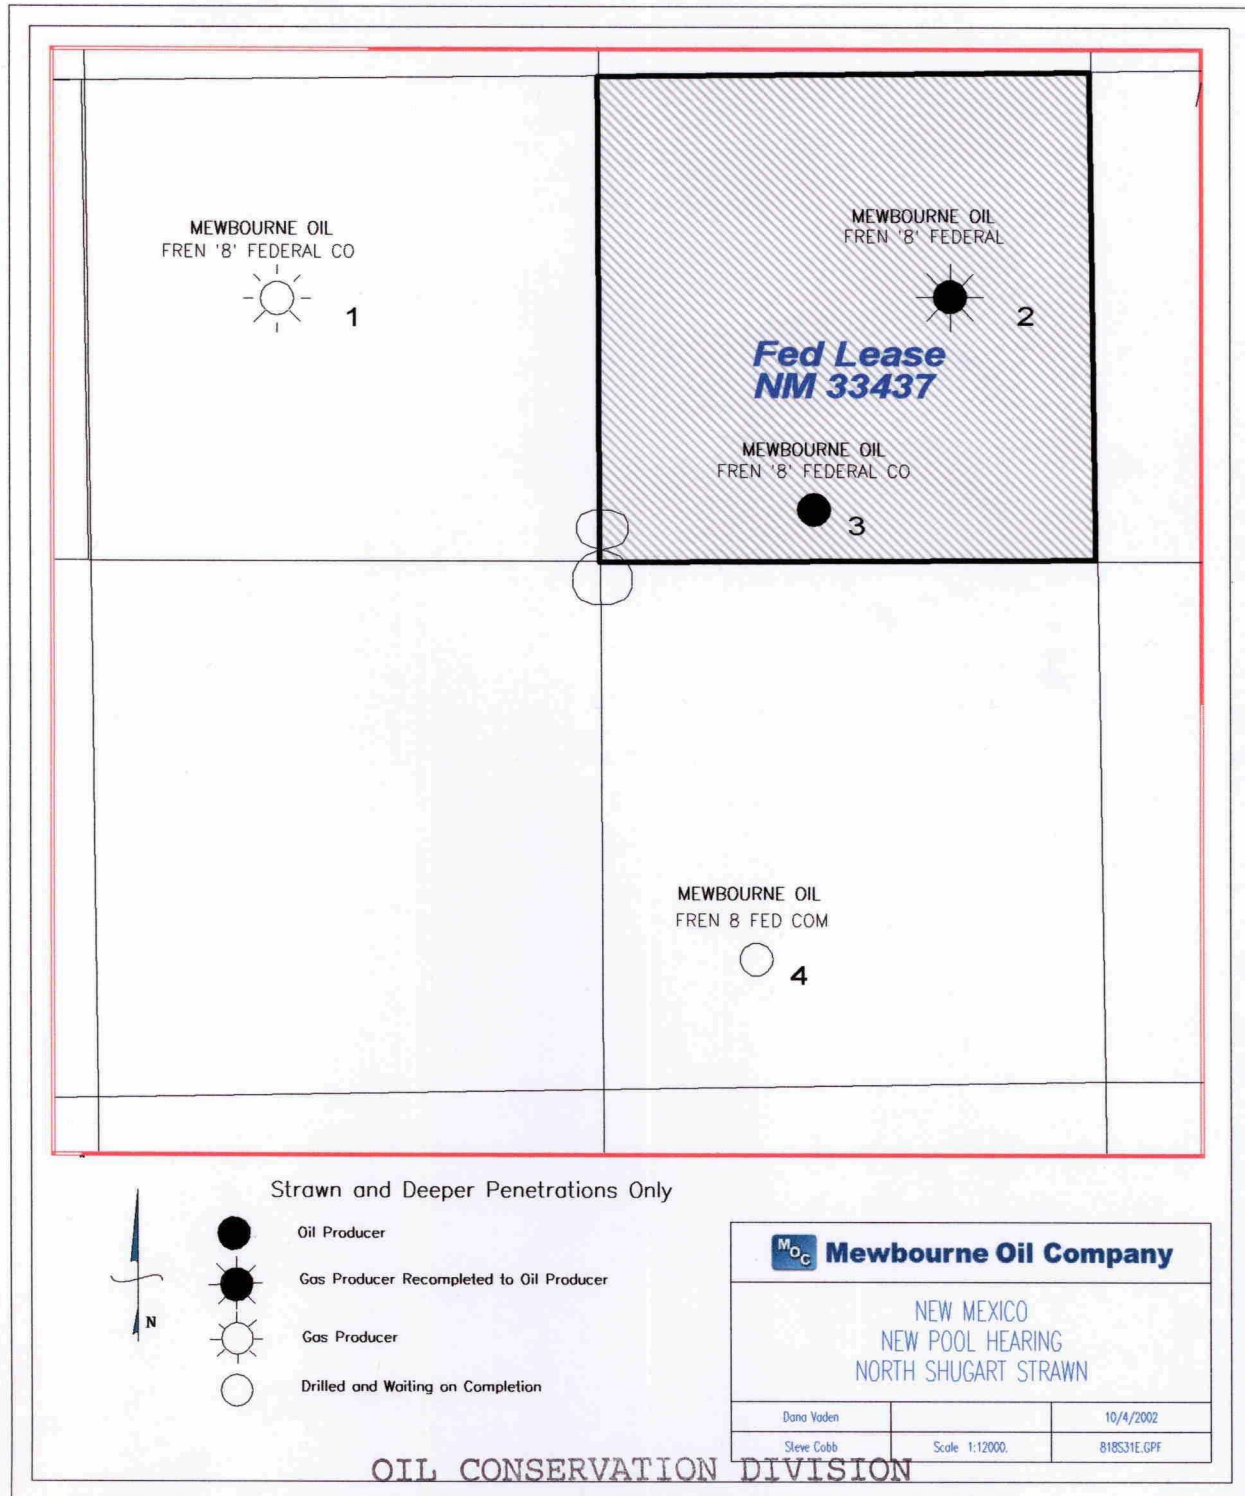 MEWBOURNE OIL
FREN '8' FEDERAL CO
1
MEWBOURNE OIL
FREN '8' FEDERAL
2
Fed Lease
NM 33437
MEWBOURNE OIL
FREN '8' FEDERAL CO
3
8
MEWBOURNE OIL
FREN 8 FED COM
4
Strawn and Deeper Penetrations Only
Oil Producer
Gas Producer Recompleted to Oil Producer
Gas Producer
Drilled and Waiting on Completion
N
MOC Mewbourne Oil Company
NEW MEXICO
NEW POOL HEARING
NORTH SHUGART STRAWN
Dana Vaden 10/4/2002
Steve Cobb Scale 1:12000. 818S31E.GPF
OIL CONSERVATION DIVISION